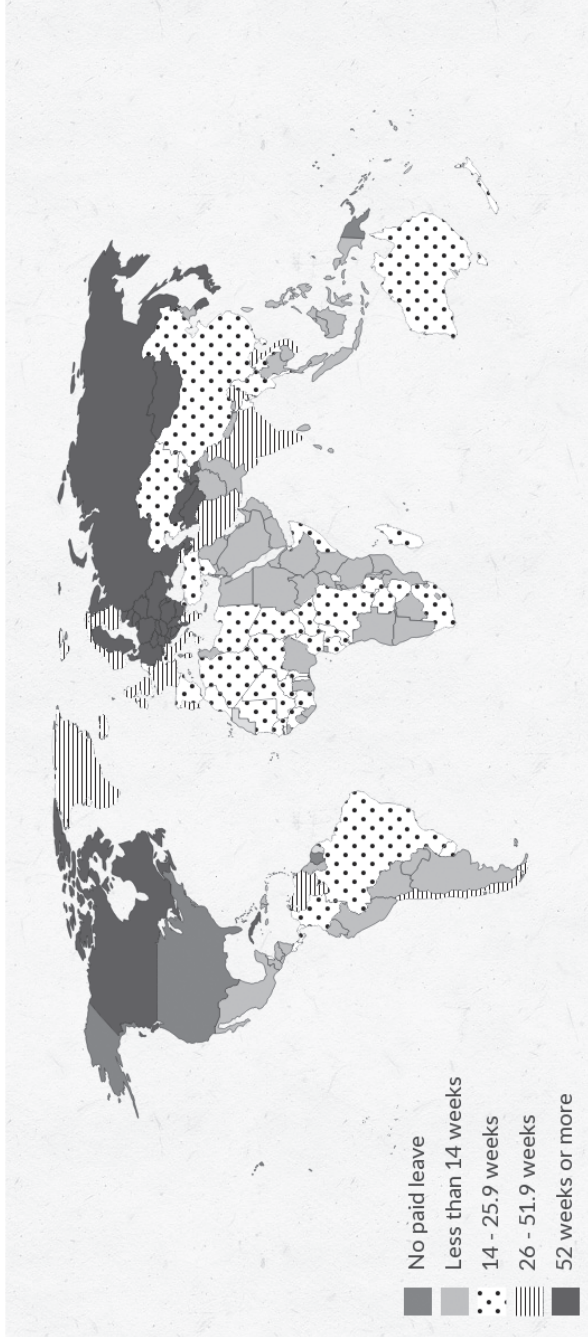 No paid leave
Less than 14 weeks
14 - 25.9 weeks
26 - 51.9 weeks
52 weeks or more